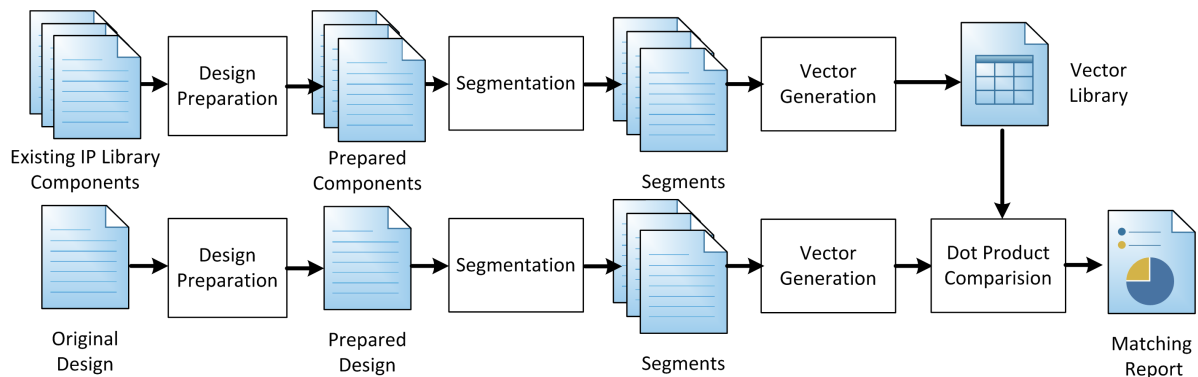 Design
Preparation
Segmentation
Vector
Generation
Vector
Library
Existing IP Library
Components
Prepared
Components
Segments
Design
Preparation
Segmentation
Vector
Generation
Dot Product
Comparision
Original
Design
Prepared
Design
Segments
Matching
Report